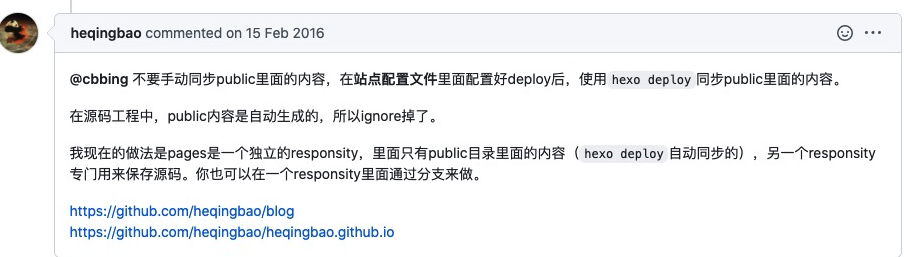 heqingbao commented on 15 Feb 2016
@cbbing 不要手动同步public里面的内容，在站点配置文件里面配置好deploy后，使用 hexo deploy 同步public里面的内容。
在源码工程中，public内容是自动生成的，所以ignore掉了。
我现在的做法是pages是一个独立的responsity，里面只有public目录里面的内容（ hexo deploy 自动同步的），另一个responsity
专门用来保存源码。你也可以在一个responsity里面通过分支来做。
https://github.com/heqingbao/blog
https://github.com/heqingbao/heqingbao.github.io